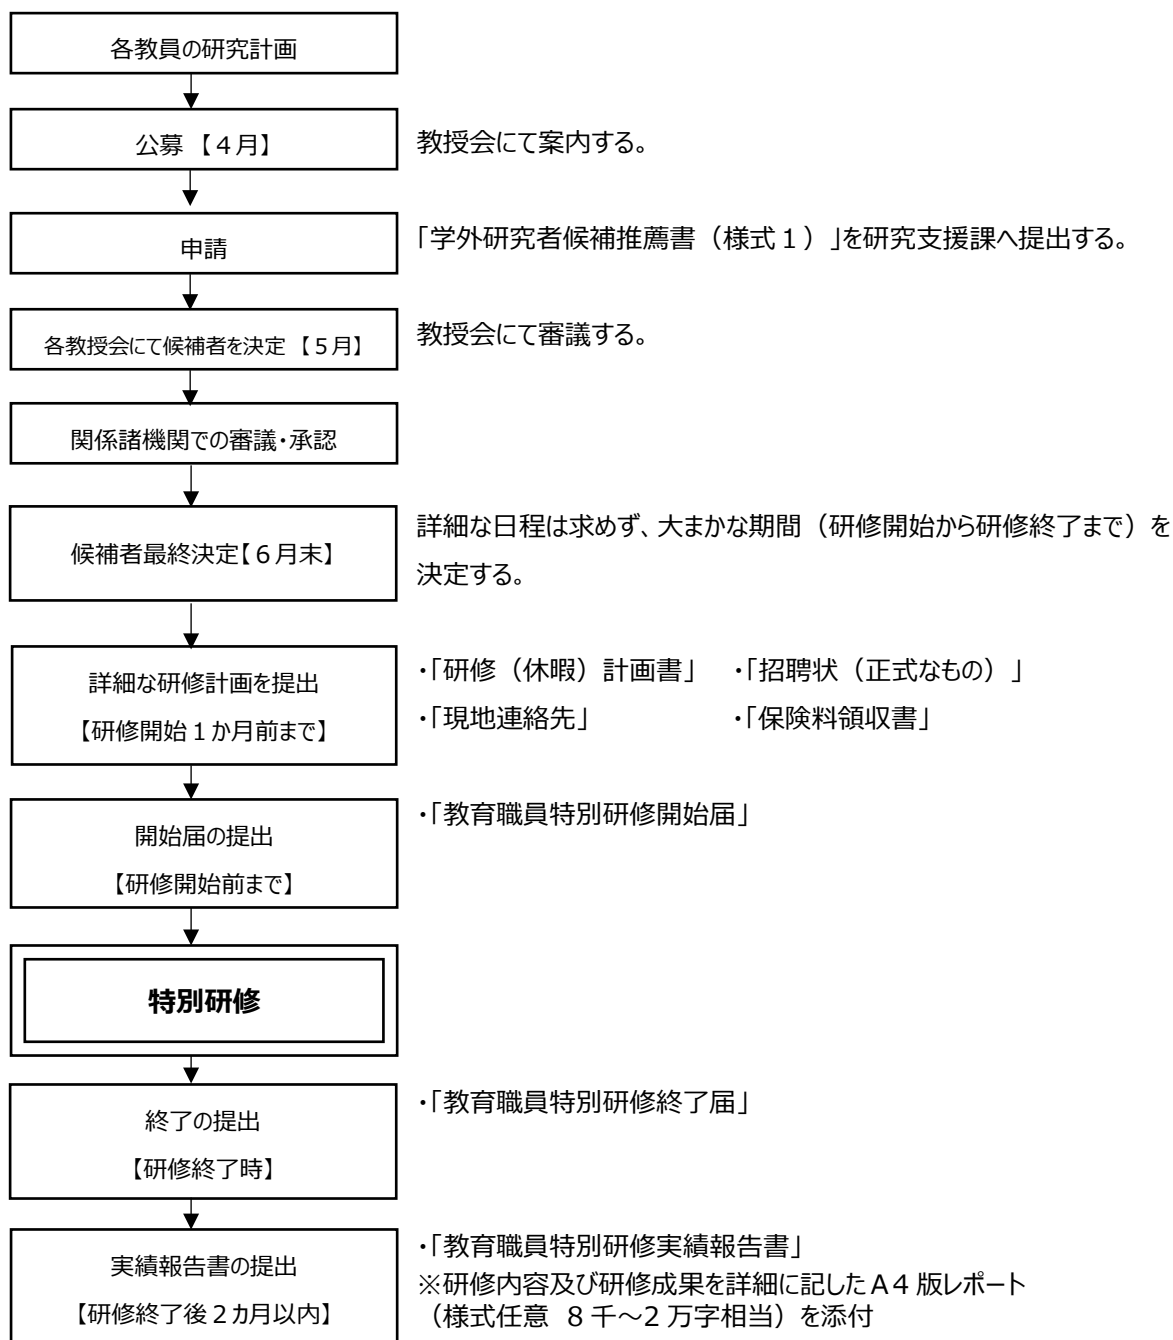 各教員の研究計画
公募 【４月】
教授会にて案内する。
申請
「学外研究者候補推薦書（様式１）」を研究支援課へ提出する。
各教授会にて候補者を決定 【５月】
教授会にて審議する。
関係諸機関での審議・承認
候補者最終決定【６月末】
詳細な日程は求めず、大まかな期間（研修開始から研修終了まで）を
決定する。
詳細な研修計画を提出
【研修開始１か月前まで】
・「研修（休暇）計画書」 ・「招聘状（正式なもの）」
・「現地連絡先」 ・「保険料領収書」
開始届の提出
【研修開始前まで】
・「教育職員特別研修開始届」
特別研修
終了の提出
【研修終了時】
・「教育職員特別研修終了届」
実績報告書の提出
【研修終了後２カ月以内】
・「教育職員特別研修実績報告書」
※研修内容及び研修成果を詳細に記したＡ４版レポート
（様式任意 ８千～２万字相当）を添付